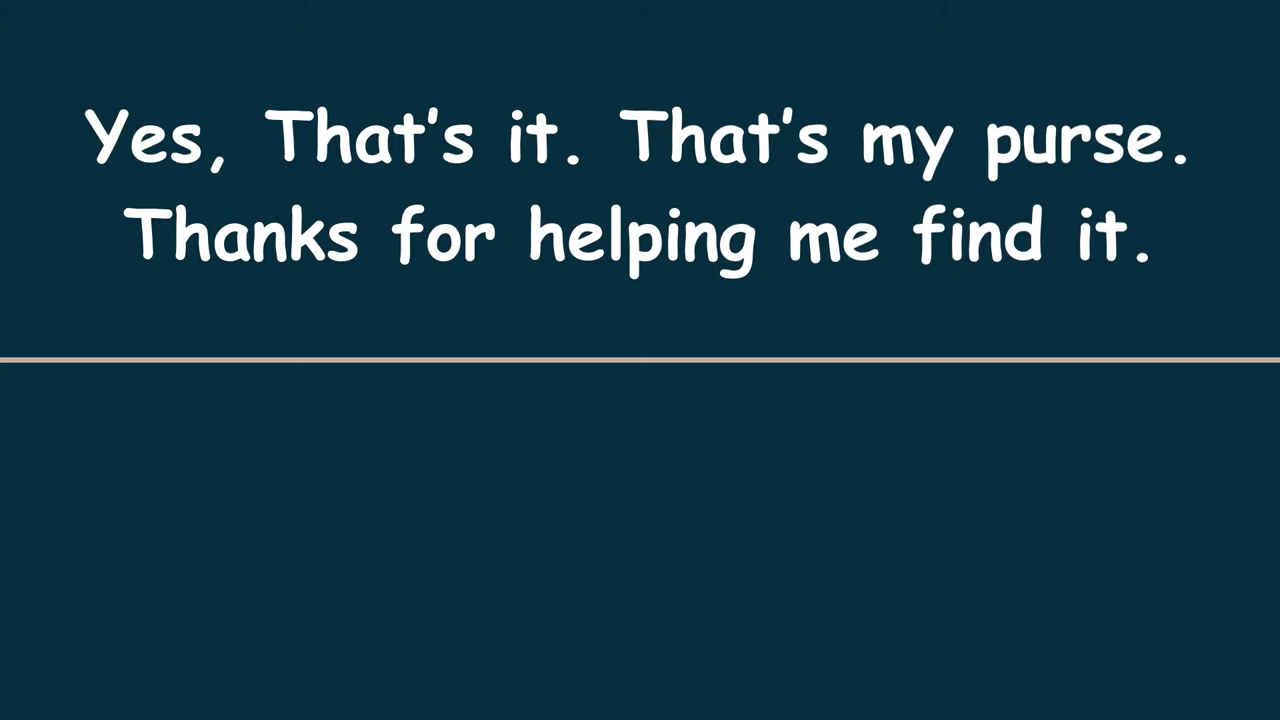 Yes, That's it. That's my purse.
Thanks for helping me find it.